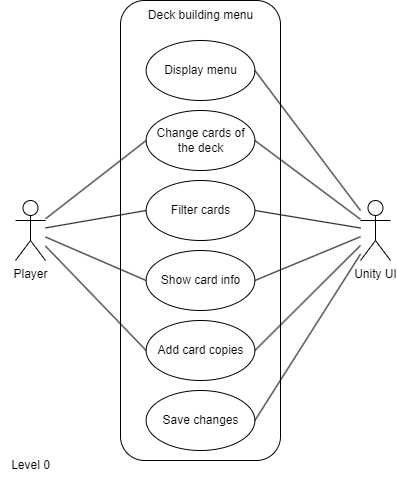 Deck building menu
Display menu
Change cards of
the deck
Filter cards
Player
Unity UI
Show card info
Add card copies
Save changes
Level 0